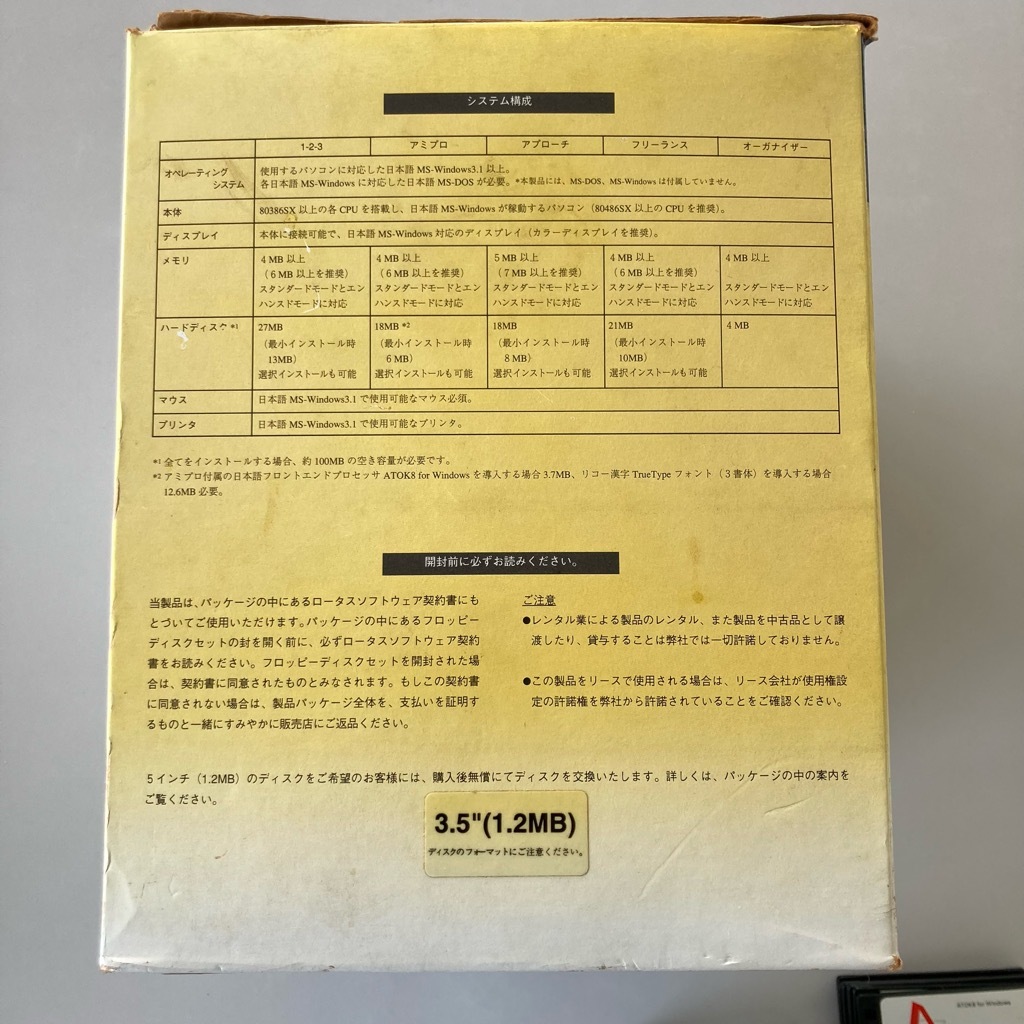 システム構成
1-2-3 アミプロ アプローチ フリーランス オーガナイザー
オペレーティング 使用するパソコンに対応した日本語 MS-Windows3.1 以上。
システム 各日本語 MS-Windows に対応した日本語 MS-DOS が必要。*本製品には、MS-DOS、MS-Windows は付属していません。
本体 80386SX 以上の各 CPU を搭載し、日本語 MS-Windows が稼動するパソコン（80486SX 以上の CPU を推奨）。
ディスプレイ 本体に接続可能で、日本語 MS-Windows 対応のディスプレイ（カラーディスプレイを推奨）。
メモリ 4 MB 以上 4 MB 以上 5 MB 以上 4 MB 以上 4 MB 以上
（6 MB 以上を推奨） （6 MB 以上を推奨） （7 MB 以上を推奨） （6 MB 以上を推奨） スタンダードモードとエン
スタンダードモードとエン スタンダードモードとエン スタンダードモードとエン スタンダードモードとエン ハンスドモードに対応
ハンスドモードに対応 ハンスドモードに対応 ハンスドモードに対応 ハンスドモードに対応
ハードディスク *1 27MB 18MB *2 18MB 21MB 4 MB
（最小インストール時 （最小インストール時 （最小インストール時 （最小インストール時
13MB） 6 MB） 8 MB） 10MB）
選択インストールも可能 選択インストールも可能 選択インストールも可能 選択インストールも可能
マウス 日本語 MS-Windows3.1 で使用可能なマウス必須。
プリンタ 日本語 MS-Windows3.1 で使用可能なプリンタ。
*1 全てをインストールする場合、約 100MB の空き容量が必要です。
*2 アミプロ付属の日本語フロントエンドプロセッサ ATOK8 for Windows を導入する場合 3.7MB、リコー漢字 TrueType フォント（3 書体）を導入する場合
12.6MB 必要。
開封前に必ずお読みください。
当製品は、パッケージの中にあるロータスソフトウェア契約書にも
とづいてご使用いただけます。パッケージの中にあるフロッピー
ディスクセットの封を開く前に、必ずロータスソフトウェア契約
書をお読みください。フロッピーディスクセットを開封された場
合は、契約書に同意されたものとみなされます。もしこの契約書
に同意されない場合は、製品パッケージ全体を、支払いを証明す
るものと一緒にすみやかに販売店にご返品ください。
ご注意
●レンタル業による製品のレンタル、また製品を中古品として譲
渡したり、貸与することは弊社では一切許諾しておりません。
●この製品をリースで使用される場合は、リース会社が使用権設
定の許諾権を弊社から許諾されていることをご確認ください。
5 インチ（1.2MB）のディスクをご希望のお客様には、購入後無償にてディスクを交換いたします。詳しくは、パッケージの中の案内を
ご覧ください。
3.5"(1.2MB)
ディスクのフォーマットにご注意ください。
ATOK8 for Windows